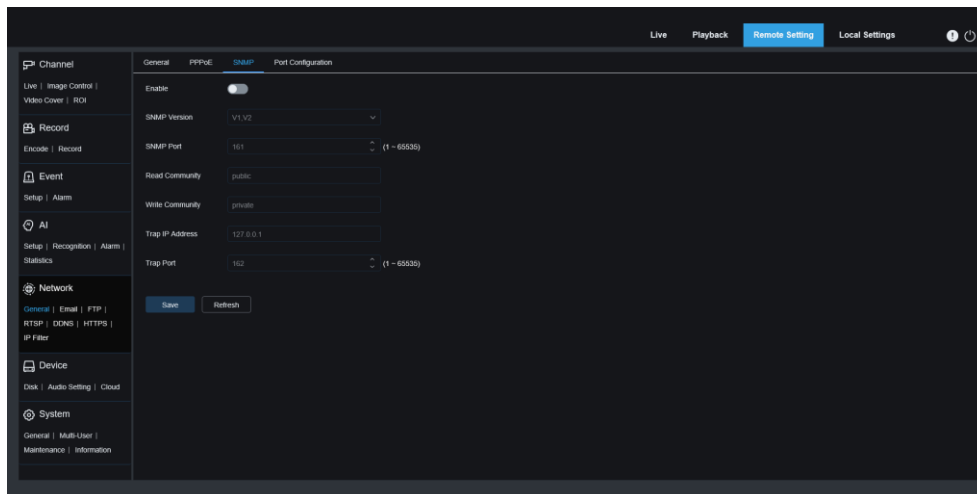 Live Playback Remote Setting Local Settings
Channel
Live | Image Control |
Video Cover | ROI
Record
Encode | Record
Event
Setup | Alarm
AI
Setup | Recognition | Alarm |
Statistics
Network
General | Email | FTP |
RTSP | DDNS | HTTPS |
IP Filter
Device
Disk | Audio Setting | Cloud
System
General | Multi-User |
Maintenance | Information
General PPPoE SNMP Port Configuration
Enable
SNMP Version V1,V2
SNMP Port 161 (1 ~ 65535)
Read Community public
Write Community private
Trap IP Address 127.0.0.1
Trap Port 162 (1 ~ 65535)
Save Refresh